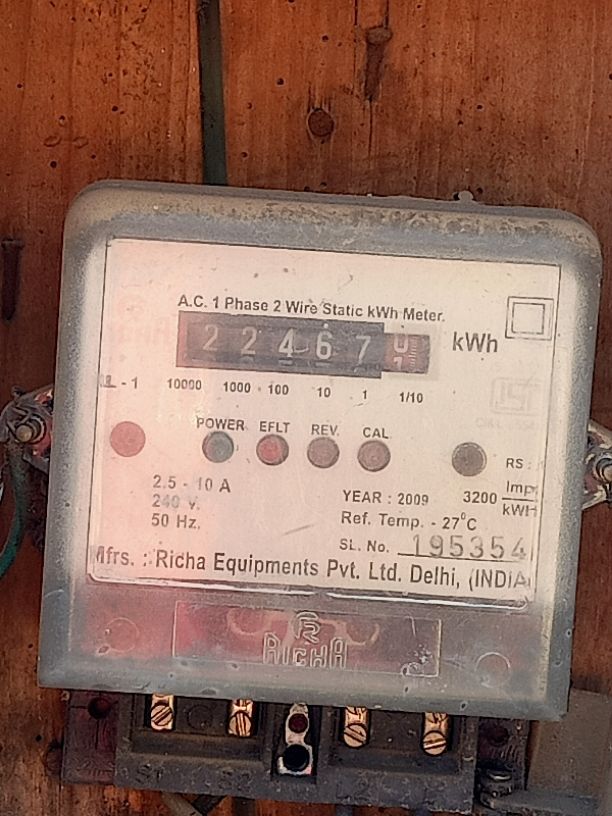 A.C. 1 Phase 2 Wire Static kWh Meter.
2 2 4 6 7 kWh
- 1 10000 1000 100 10 1 1/10
POWER EFLT REV. CAL
RS :
2.5 - 10 A
240 V.
50 Hz.
YEAR : 2009 3200 Imp / kWH
Ref. Temp. - 27°C
SL. No. 195354
Mfrs. : Richa Equipments Pvt. Ltd. Delhi, (INDIA
RICHA